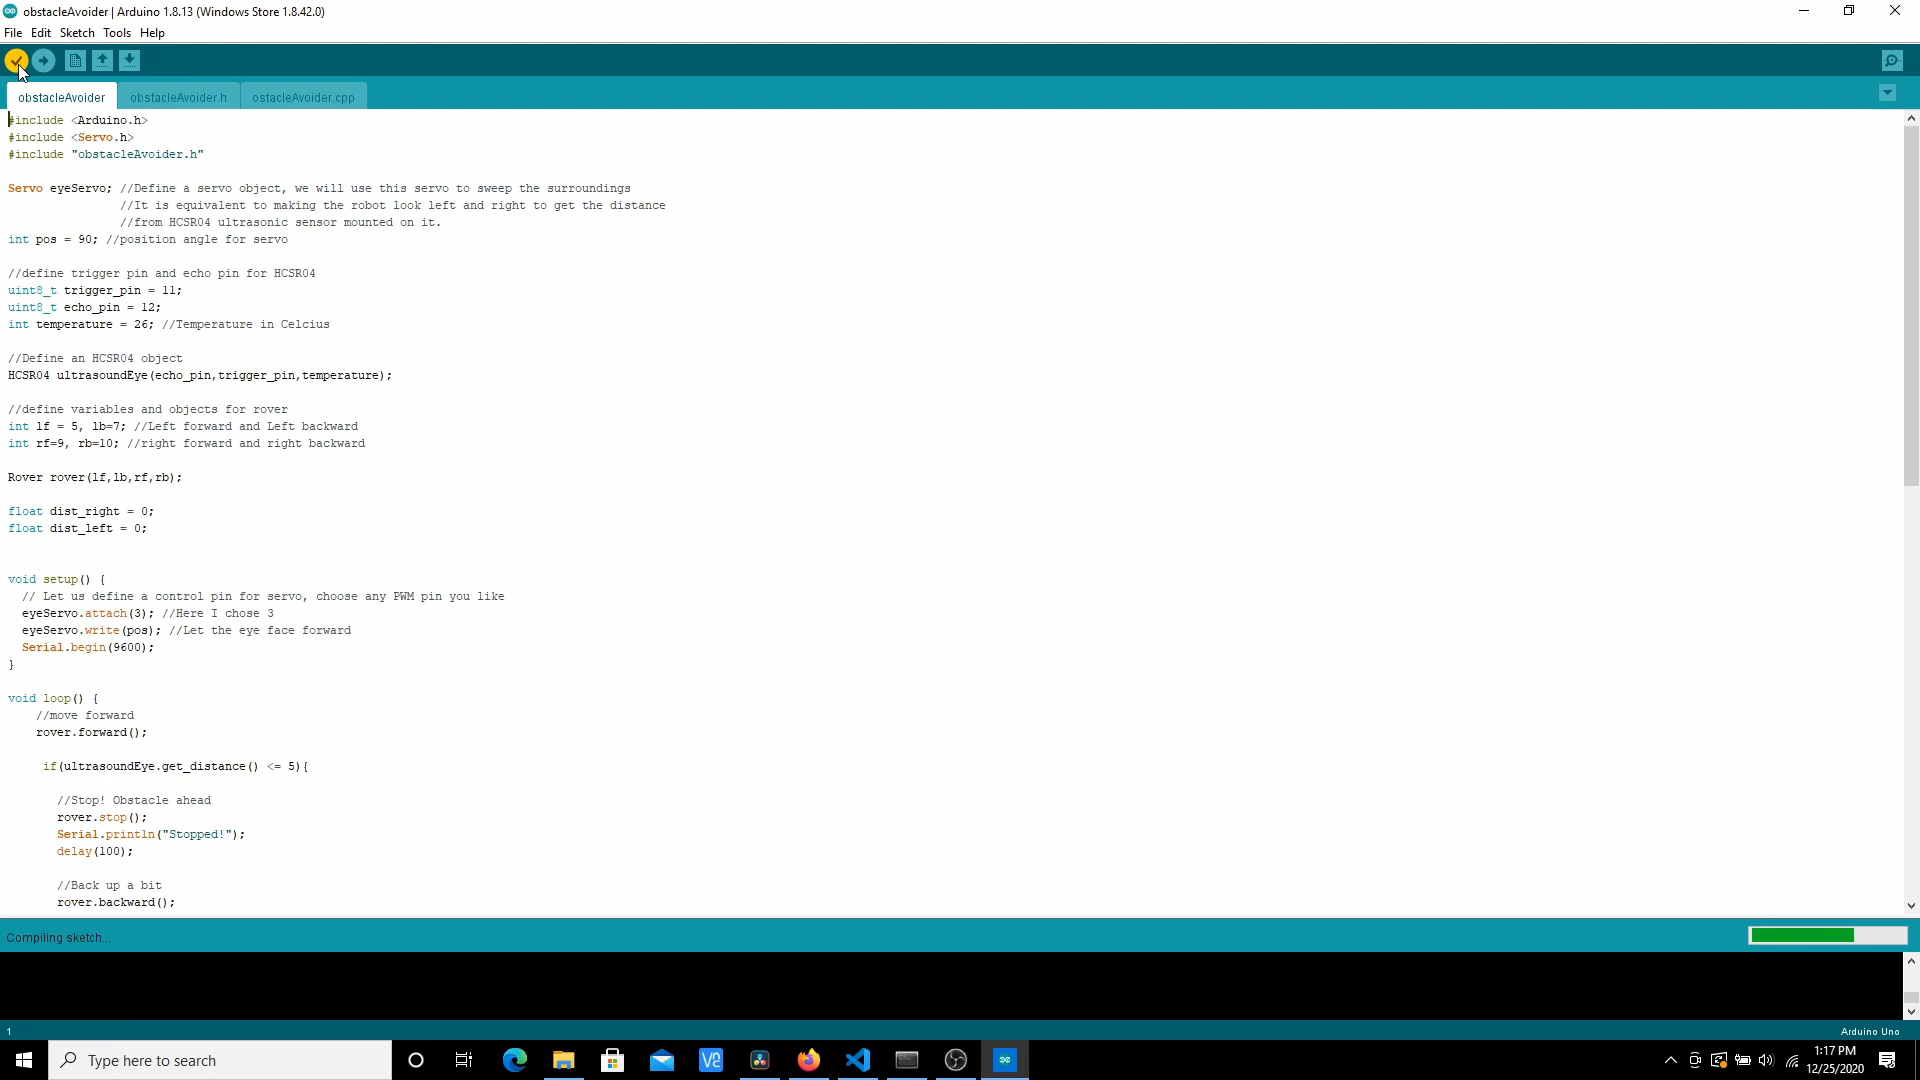 obstacleAvoider | Arduino 1.8.13 (Windows Store 1.8.42.0)
File Edit Sketch Tools Help
obstacleAvoider obstacleAvoider.h ostacleAvoider.cpp
#include <Arduino.h>
#include <Servo.h>
#include "obstacleAvoider.h"
Servo eyeServo; //Define a servo object, we will use this servo to sweep the surroundings
//It is equivalent to making the robot look left and right to get the distance
//from HCSR04 ultrasonic sensor mounted on it.
int pos = 90; //position angle for servo
//define trigger pin and echo pin for HCSR04
uint8_t trigger_pin = 11;
uint8_t echo_pin = 12;
int temperature = 26; //Temperature in Celcius
//Define an HCSR04 object
HCSR04 ultrasoundEye(echo_pin,trigger_pin,temperature);
//define variables and objects for rover
int lf = 5, lb=7; //Left forward and Left backward
int rf=9, rb=10; //right forward and right backward
Rover rover(lf,lb,rf,rb);
float dist_right = 0;
float dist_left = 0;
void setup() {
// Let us define a control pin for servo, choose any PWM pin you like
eyeServo.attach(3); //Here I chose 3
eyeServo.write(pos); //Let the eye face forward
Serial.begin(9600);
}
void loop() {
//move forward
rover.forward();
if(ultrasoundEye.get_distance() <= 5){
//Stop! Obstacle ahead
rover.stop();
Serial.println("Stopped!");
delay(100);
//Back up a bit
rover.backward();
Compiling sketch...
1
Arduino Uno
Type here to search
1:17 PM
12/25/2020